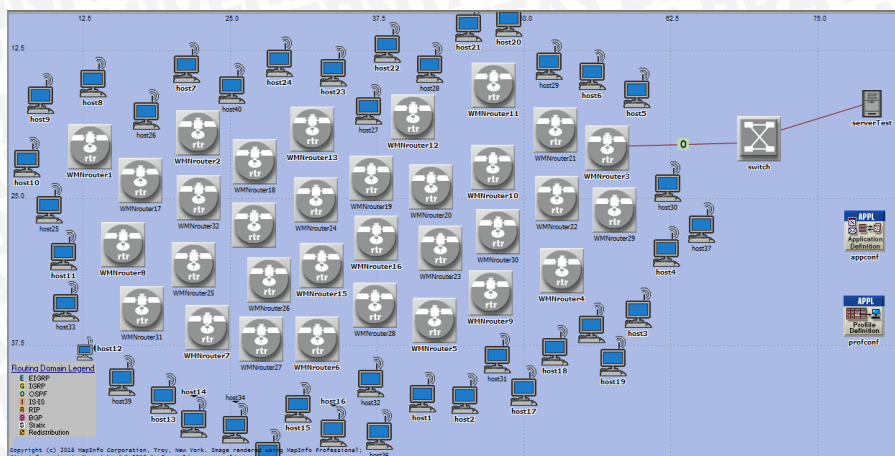 12.5
25.0
37.5
50.0
62.5
75.0
12.5
host21
host20
host22
host24
host7
host8
host23
host28
host29
host6
host5
host9
host26
host40
host27
WMNrouter11
serverTest
WMNrouter1
WMNrouter2
WMNrouter13
WMNrouter12
WMNrouter21
WMNrouter3
O
switch
host10
WMNrouter17
WMNrouter18
WMNrouter19
WMNrouter10
host30
25.0
host25
WMNrouter32
WMNrouter24
WMNrouter20
WMNrouter22
WMNrouter29
host37
APPL
Application
Definition
appconf
host11
WMNrouter8
WMNrouter16
WMNrouter23
WMNrouter30
host4
WMNrouter25
WMNrouter26
WMNrouter15
WMNrouter4
host33
WMNrouter31
WMNrouter9
host3
APPL
Profile
Definition
profconf
37.5
host12
WMNrouter7
WMNrouter27
WMNrouter6
WMNrouter28
WMNrouter5
host31
host18
host19
Routing Domain Legend
E EIGRP
G IGRP
O OSPF
I IS-IS
R RIP
B BGP
S Static
Redistribution
host39
host13
host14
host34
host15
host16
host32
host1
host2
host17
host36
Copyright (c) 2016 MapInfo Corporation, Troy, New York. Image rendered using MapInfo Professional;